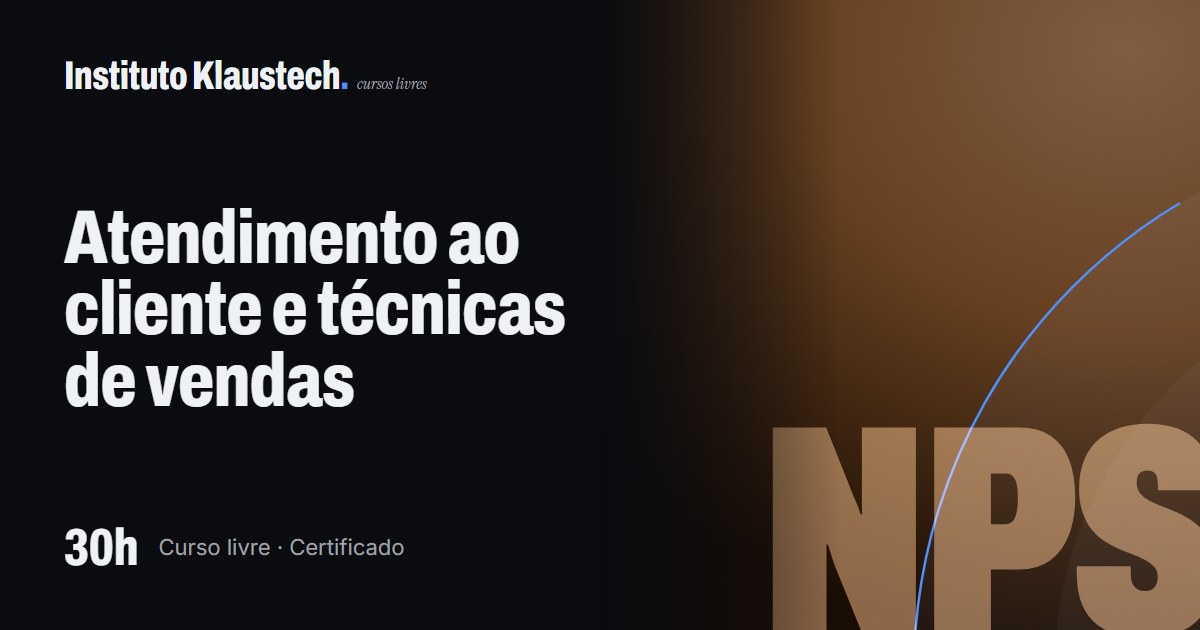 Instituto Klaustech. cursos livres
Atendimento ao
cliente e técnicas
de vendas
30h Curso livre · Certificado
NPS